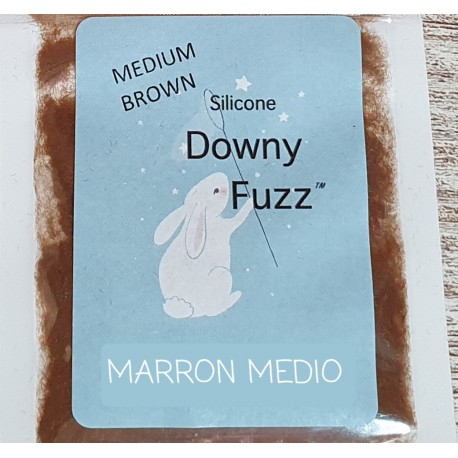 MEDIUM
BROWN
Silicone
Downy
Fuzz™
MARRON MEDIO